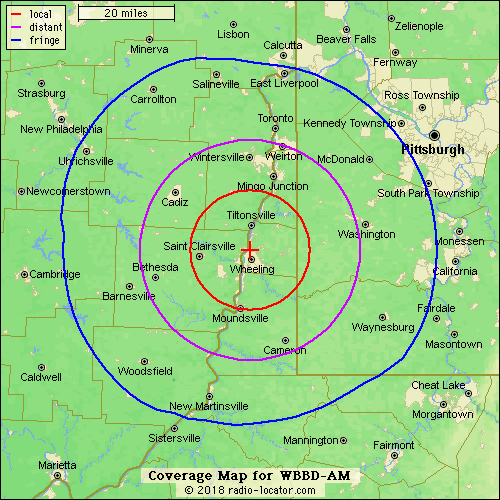 local
distant
fringe
20 miles
Lisbon
Zelienople
Minerva
Calcutta
Beaver Falls
Fernway
Salineville
East Liverpool
Strasburg
Carrollton
Ross Township
New Philadelphia
Toronto
Kennedy Township
Pittsburgh
Uhrichsville
Wintersville
Weirton
McDonald
Mingo Junction
Newcomerstown
Cadiz
South Park Township
Tiltonsville
Washington
Monessen
Saint Clairsville
Wheeling
California
Cambridge
Bethesda
Barnesville
Moundsville
Fairdale
Waynesburg
Masontown
Cameron
Woodsfield
Caldwell
Cheat Lake
New Martinsville
Morgantown
Sistersville
Mannington
Fairmont
Marietta
Coverage Map for WBBD-AM
© 2018 radio-locator.com